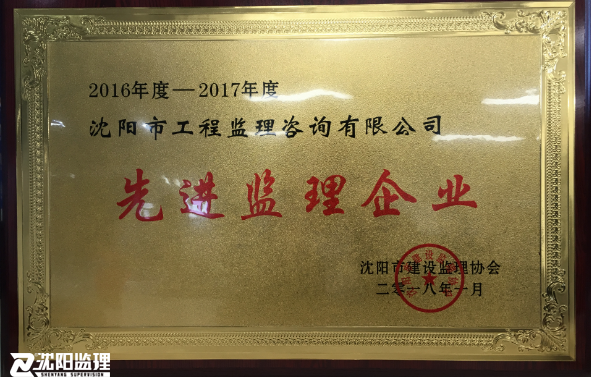 2016年度—2017年度
沈阳市工程监理咨询有限公司
先进监理企业
沈阳市建设监理协会
二零一八年一月
沈阳监理
SHENYANG SUPERVISION